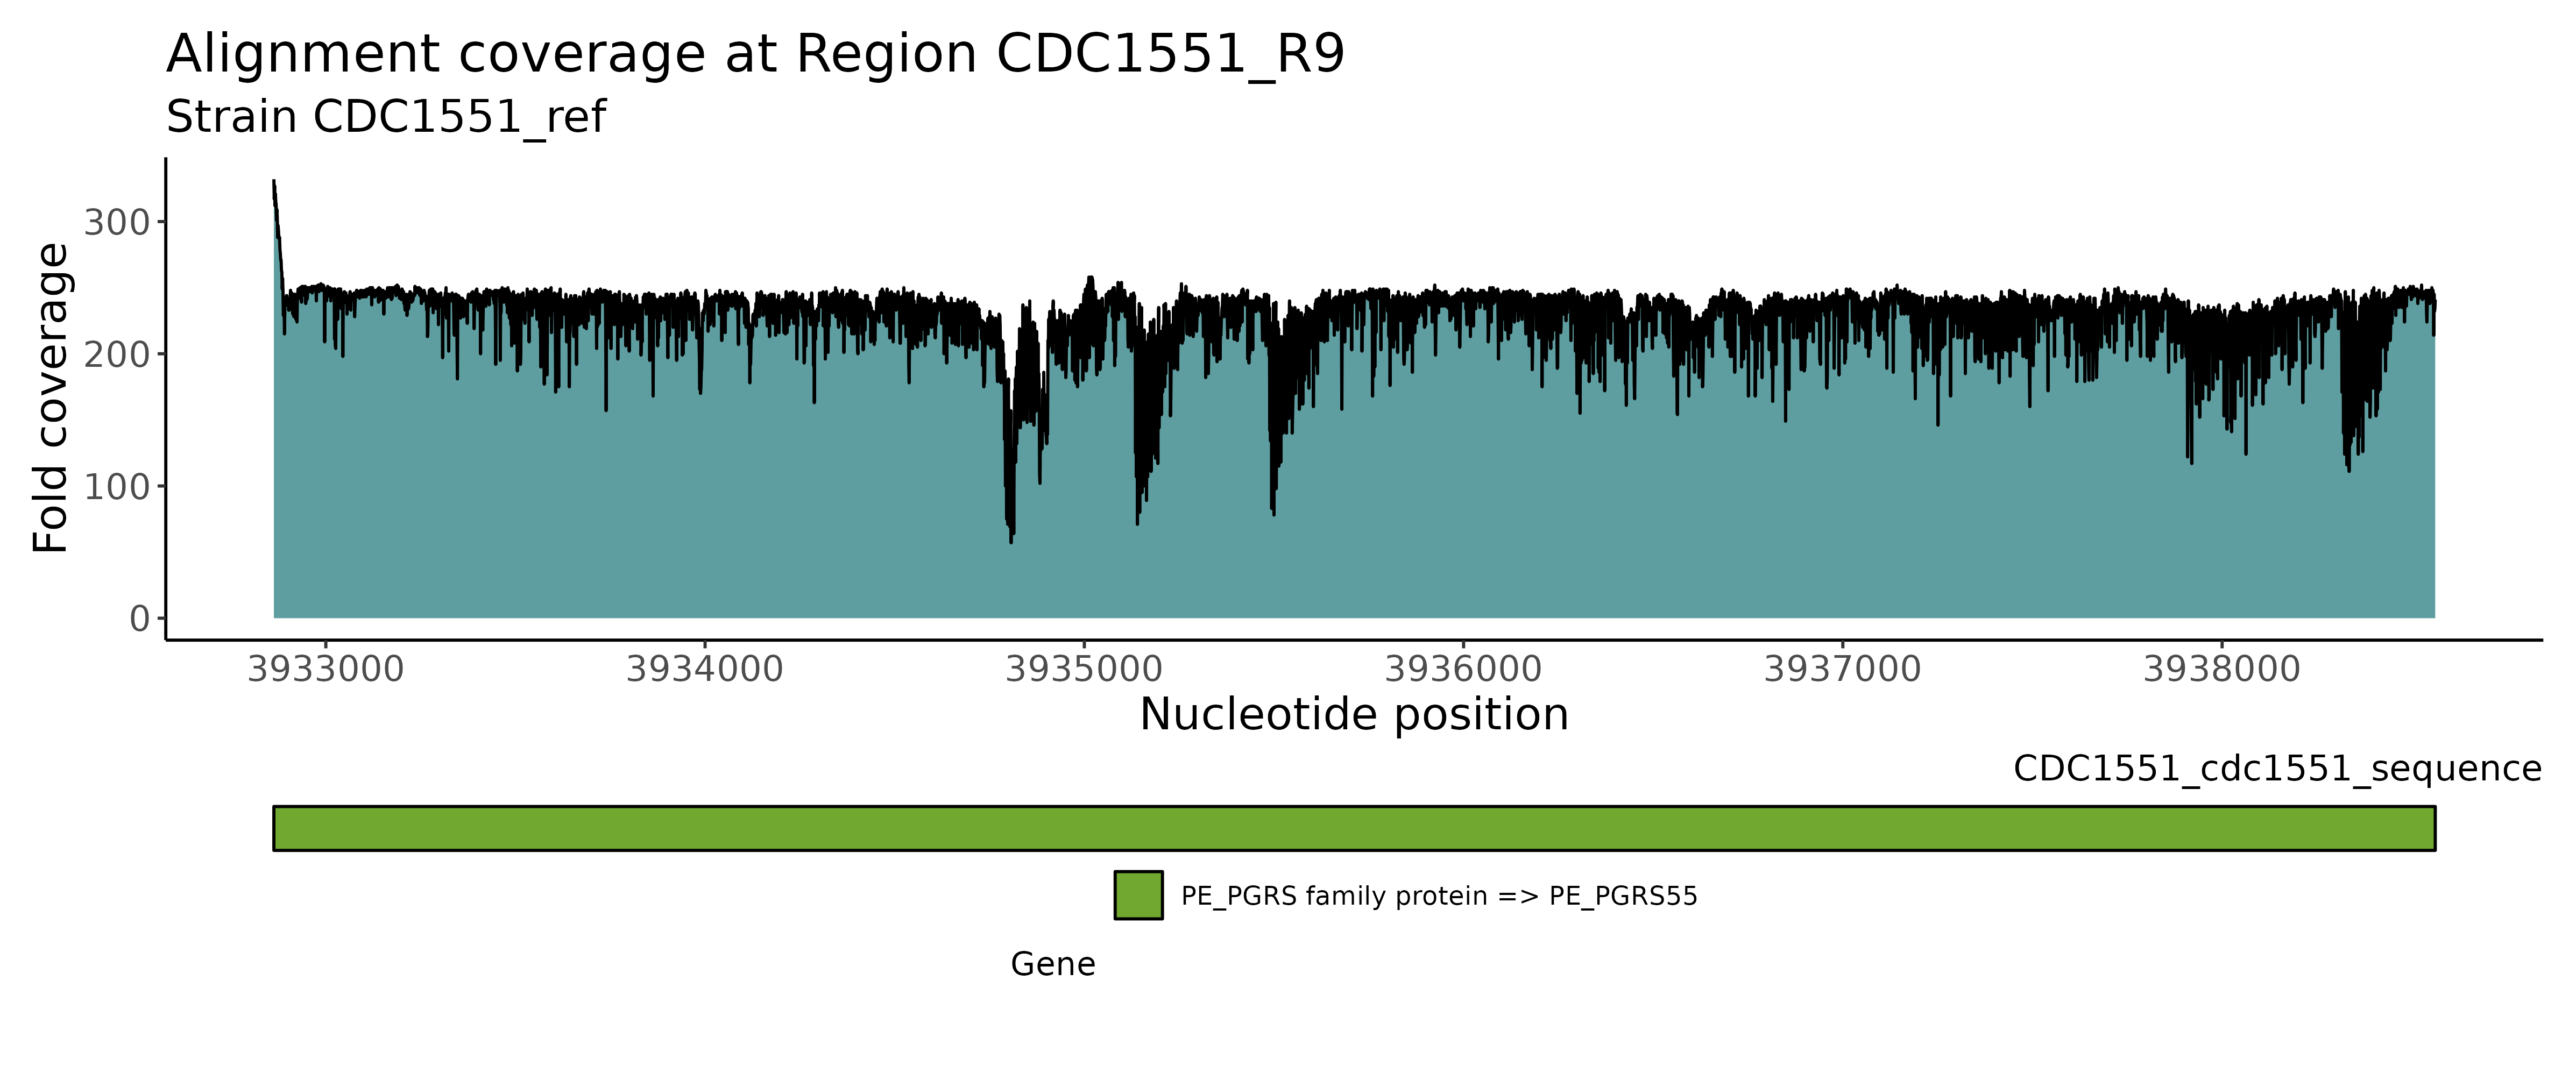 Alignment coverage at Region CDC1551_R9
Strain CDC1551_ref
Fold coverage
300
200
100
0
3933000 3934000 3935000 3936000 3937000 3938000
Nucleotide position
CDC1551_cdc1551_sequence
PE_PGRS family protein => PE_PGRS55
Gene